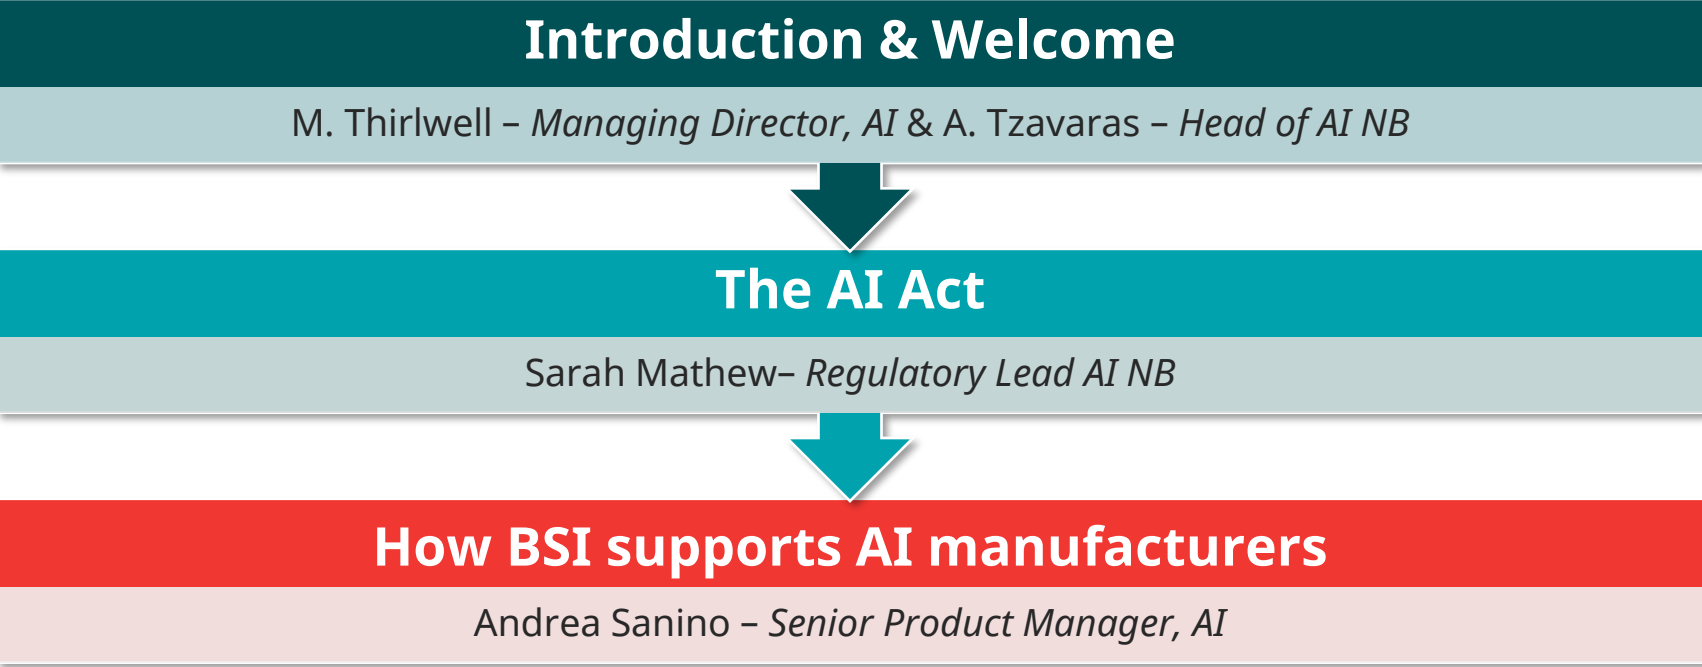 Introduction & Welcome
M. Thirlwell – Managing Director, AI & A. Tzavaras – Head of AI NB
The AI Act
Sarah Mathew– Regulatory Lead AI NB
How BSI supports AI manufacturers
Andrea Sanino – Senior Product Manager, AI